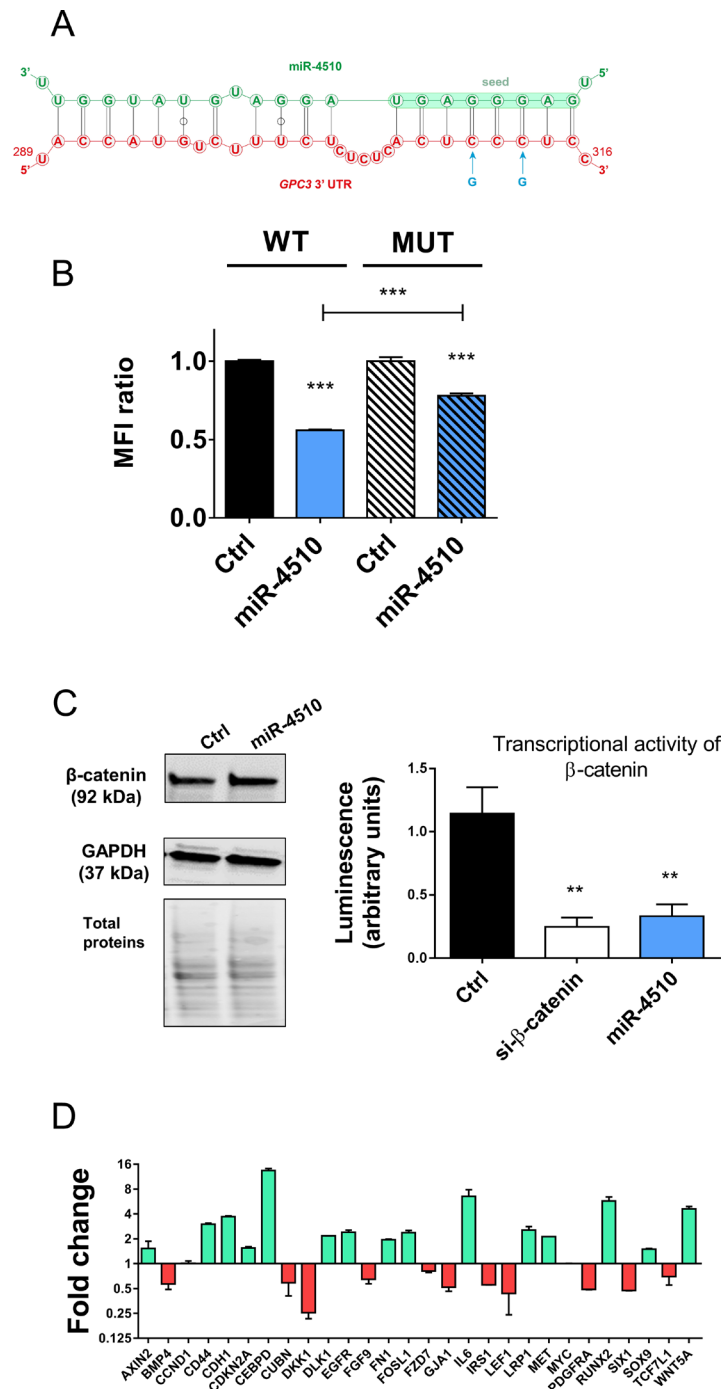 A
3'
miR-4510
5'
seed
U U G G U A U G U A G G A U G A G G G A G U
289
U A C C A U G U C U U U C U C U C U C A C U C C C U C C
316
5'
3'
GPC3 3' UTR
G G
B
WT MUT
***
*** ***
MFI ratio
1.0
0.5
0.0
Ctrl miR-4510 Ctrl miR-4510
C
Ctrl miR-4510
β-catenin
(92 kDa)
GAPDH
(37 kDa)
Total
proteins
Transcriptional activity of
β-catenin
Luminescence
(arbitrary units)
1.5
1.0
0.5
0.0
** **
Ctrl si-β-catenin miR-4510
D
Fold change
16
8
4
2
1
0.5
0.25
0.125
AXIN2 BMP4 CCND1 CD44 CDH1 CDKN2A CEBPD CUBN DKK1 DLK1 EGFR FGF9 FN1 FOSL1 FZD7 GJA1 IL6 IRS1 LEF1 LRP1 MET MYC PDGFRA RUNX2 SIX1 SOX9 TCF7L1 WNT5A